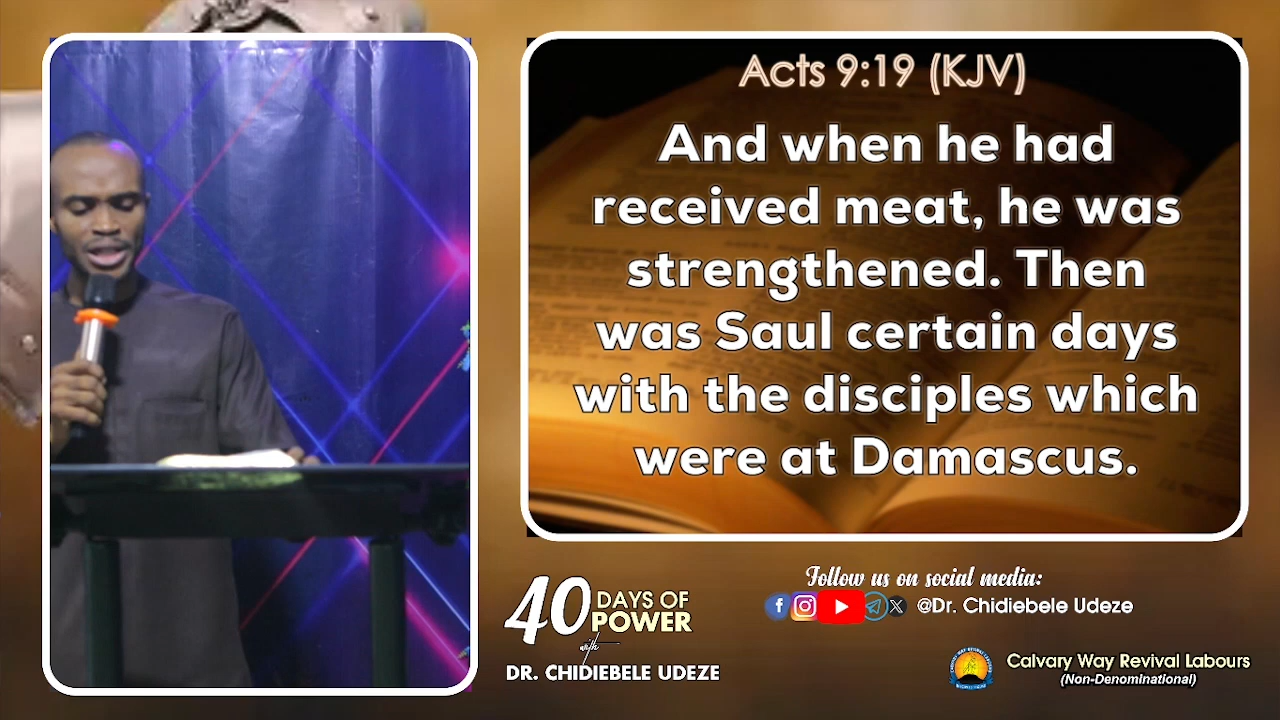 Acts 9:19 (KJV)
And when he had
received meat, he was
strengthened. Then
was Saul certain days
with the disciples which
were at Damascus.
40 DAYS OF
POWER
with
DR. CHIDIEBELE UDEZE
Follow us on social media:
@Dr. Chidiebele Udeze
Calvary Way Revival Labours
(Non-Denominational)